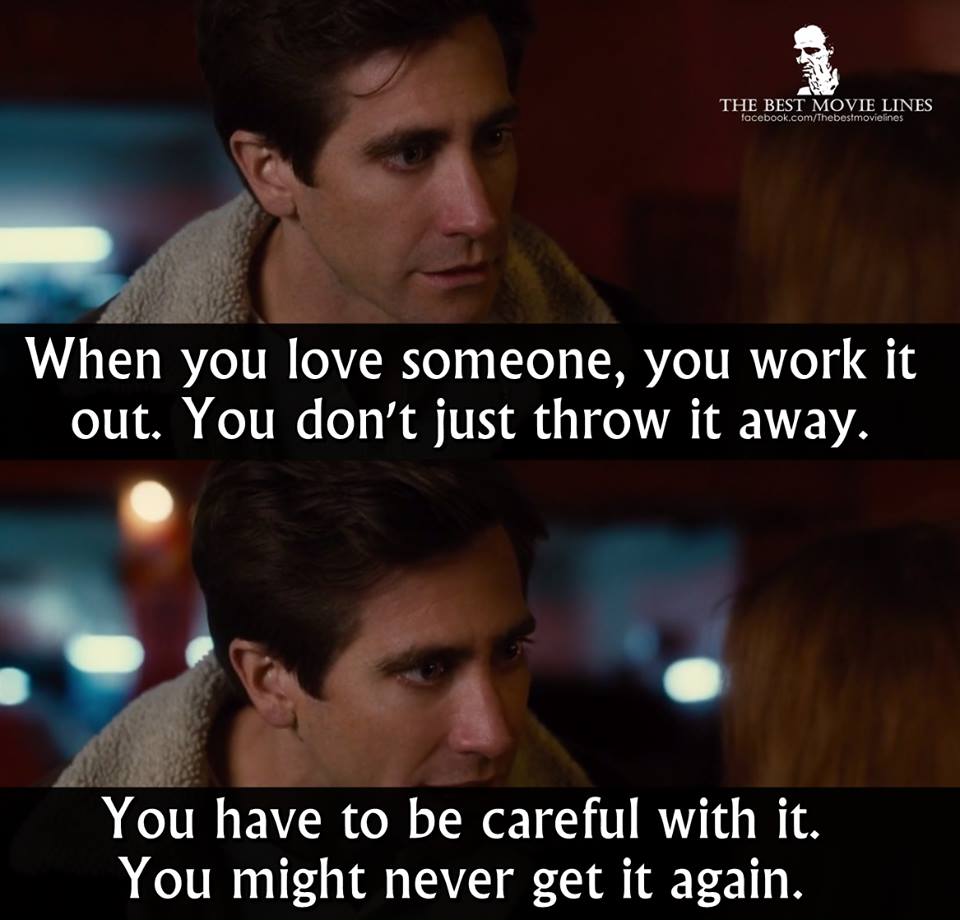 THE BEST MOVIE LINES
facebook.com/Thebestmovielines
When you love someone, you work it
out. You don't just throw it away.
You have to be careful with it.
You might never get it again.